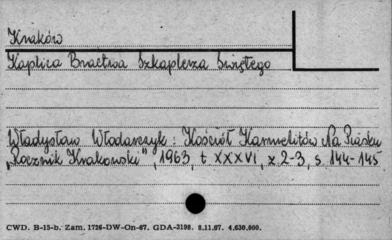 Kraków
Kaplica Bractwa Szkaplerza Świętego
Władysław Włodarczyk: Kościół Karmelitów Na Piasku
„Rocznik Krakowski", 1963, t XXXVI, z 2-3, s 144-145
CWD. B-15-b. Zam. 1726-DW-On-67. GDA-3198. 8.11.67. 4.630.000.